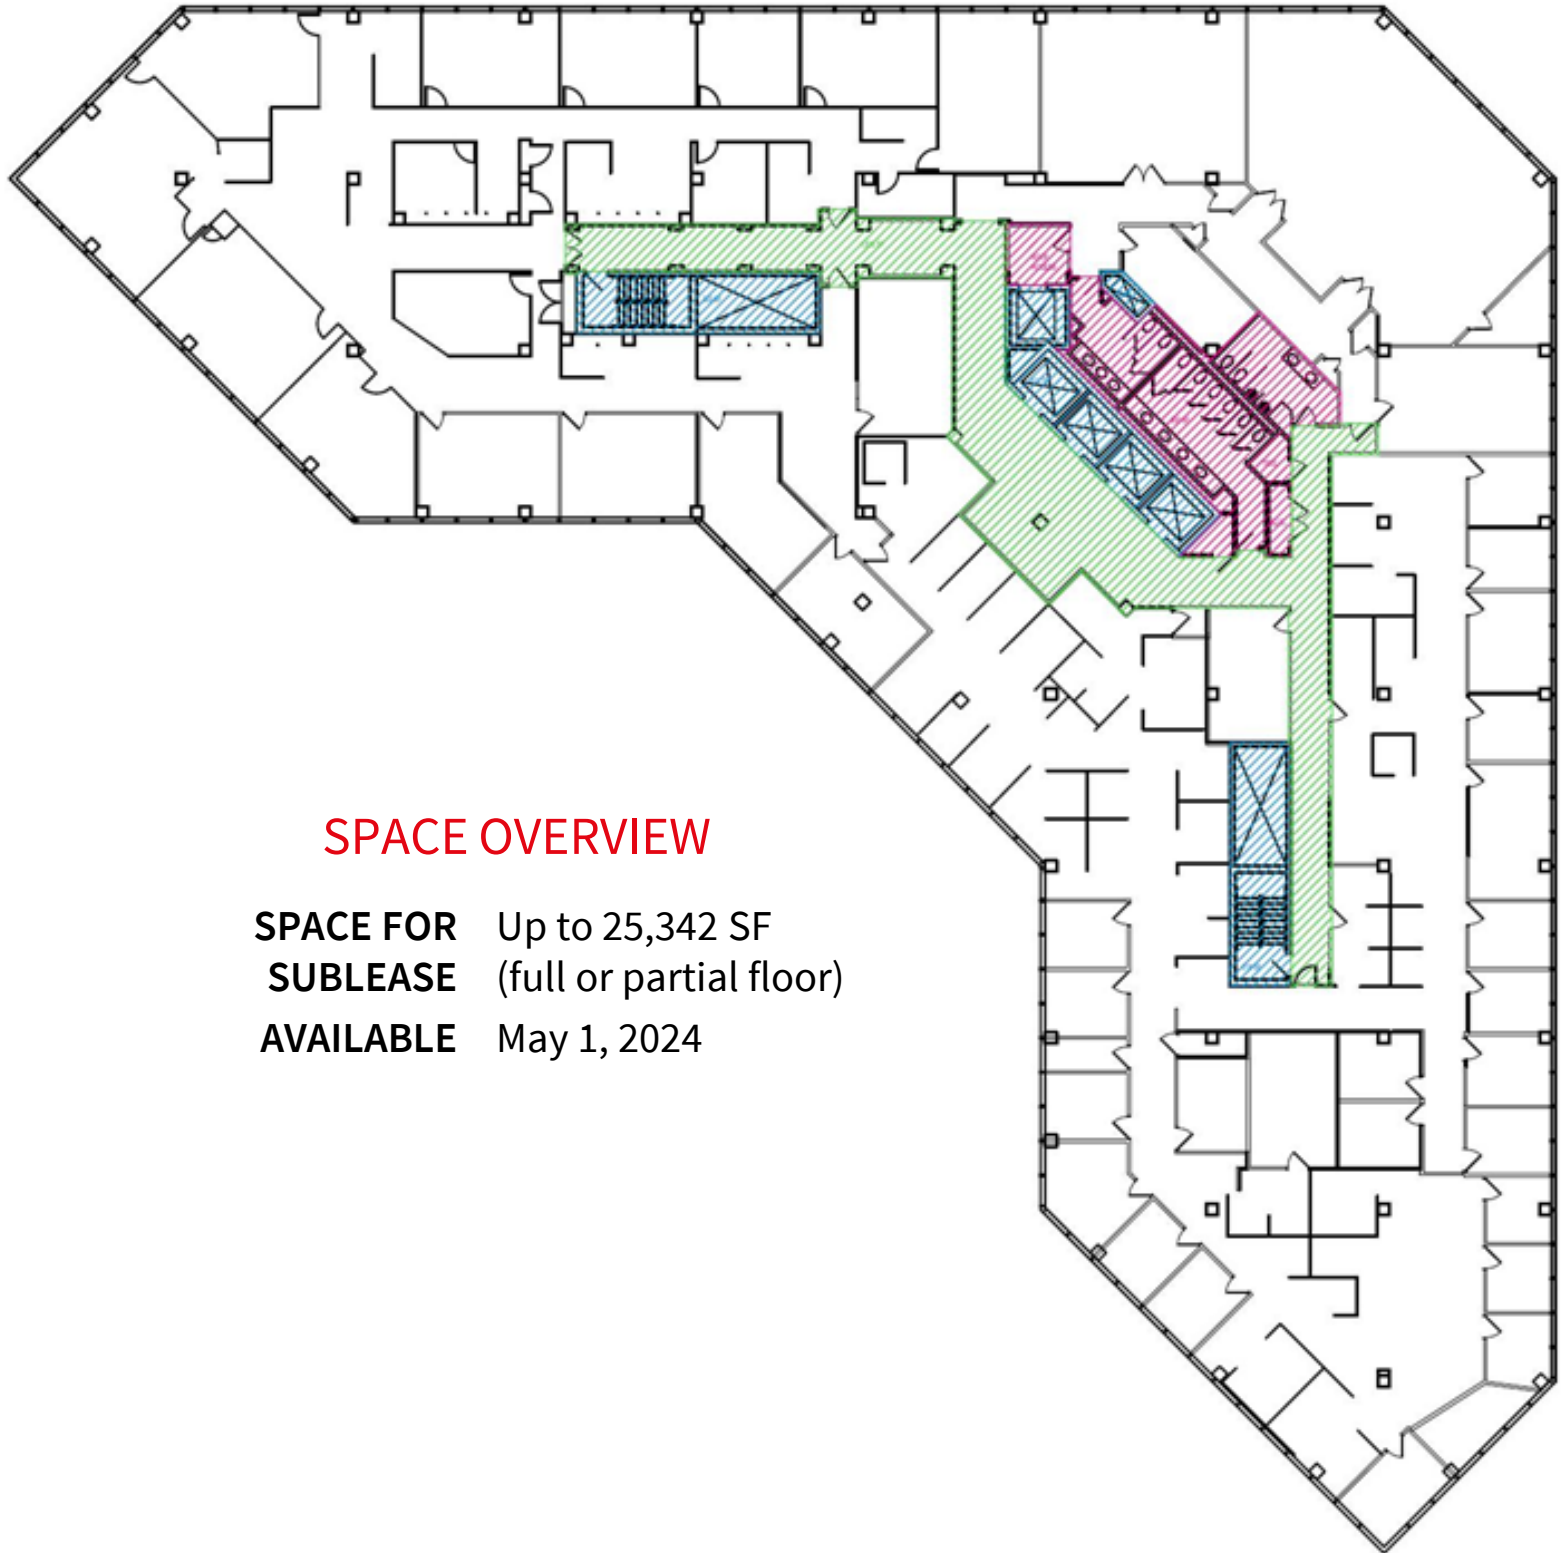 SPACE OVERVIEW
SPACE FOR Up to 25,342 SF
SUBLEASE (full or partial floor)
AVAILABLE May 1, 2024